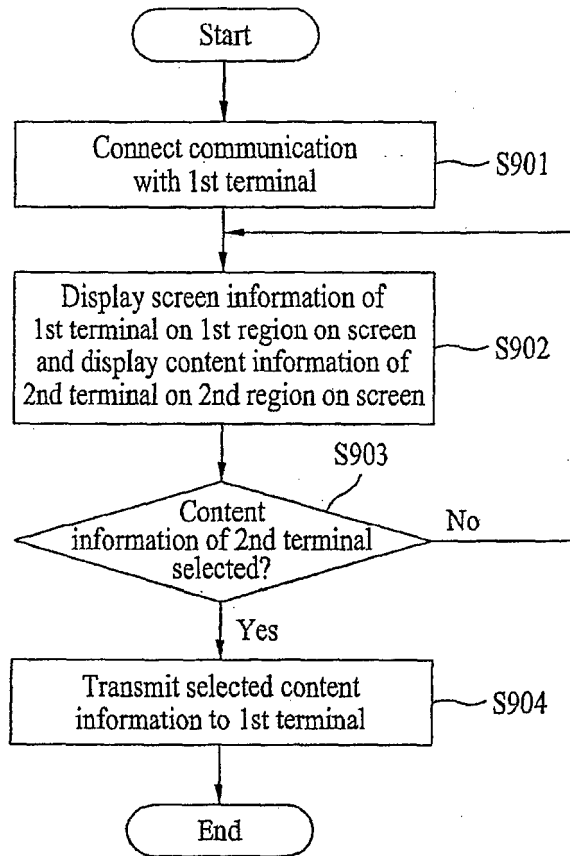 Start
Connect communication
with 1st terminal
S901
Display screen information of
1st terminal on 1st region on screen
and display content information of
2nd terminal on 2nd region on screen
S902
S903
Content
information of 2nd terminal
selected?
No
Yes
Transmit selected content
information to 1st terminal
S904
End